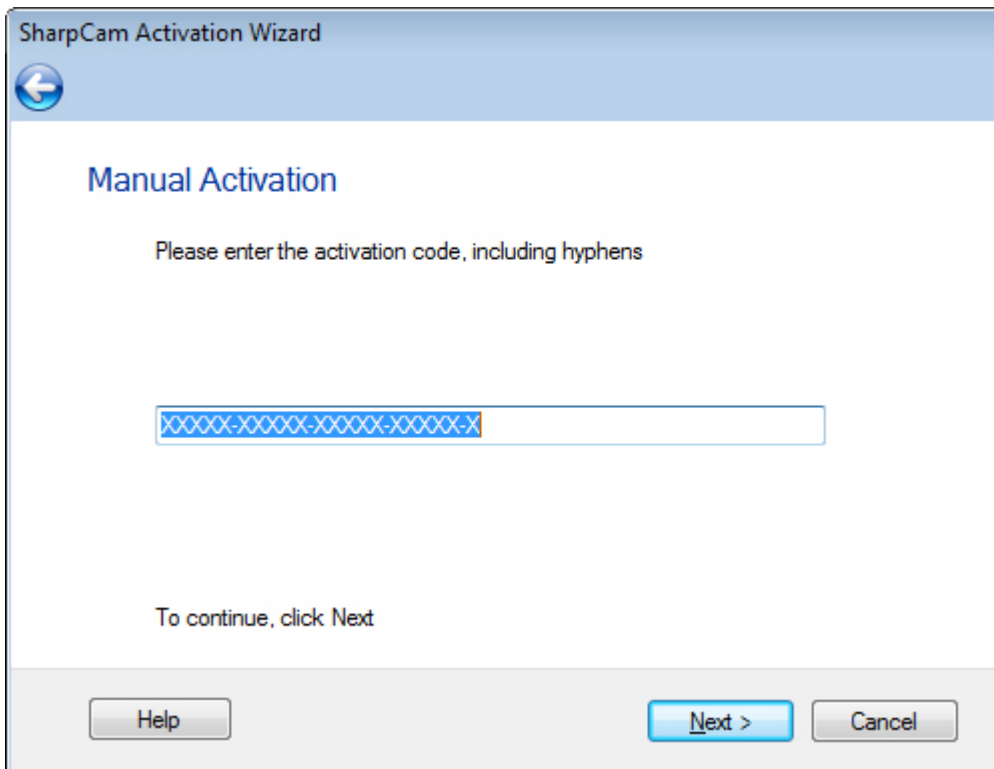 SharpCam Activation Wizard
Manual Activation
Please enter the activation code, including hyphens
XXXXX-XXXXX-XXXXX-XXXXX-X
To continue, click Next
Help
Next >
Cancel